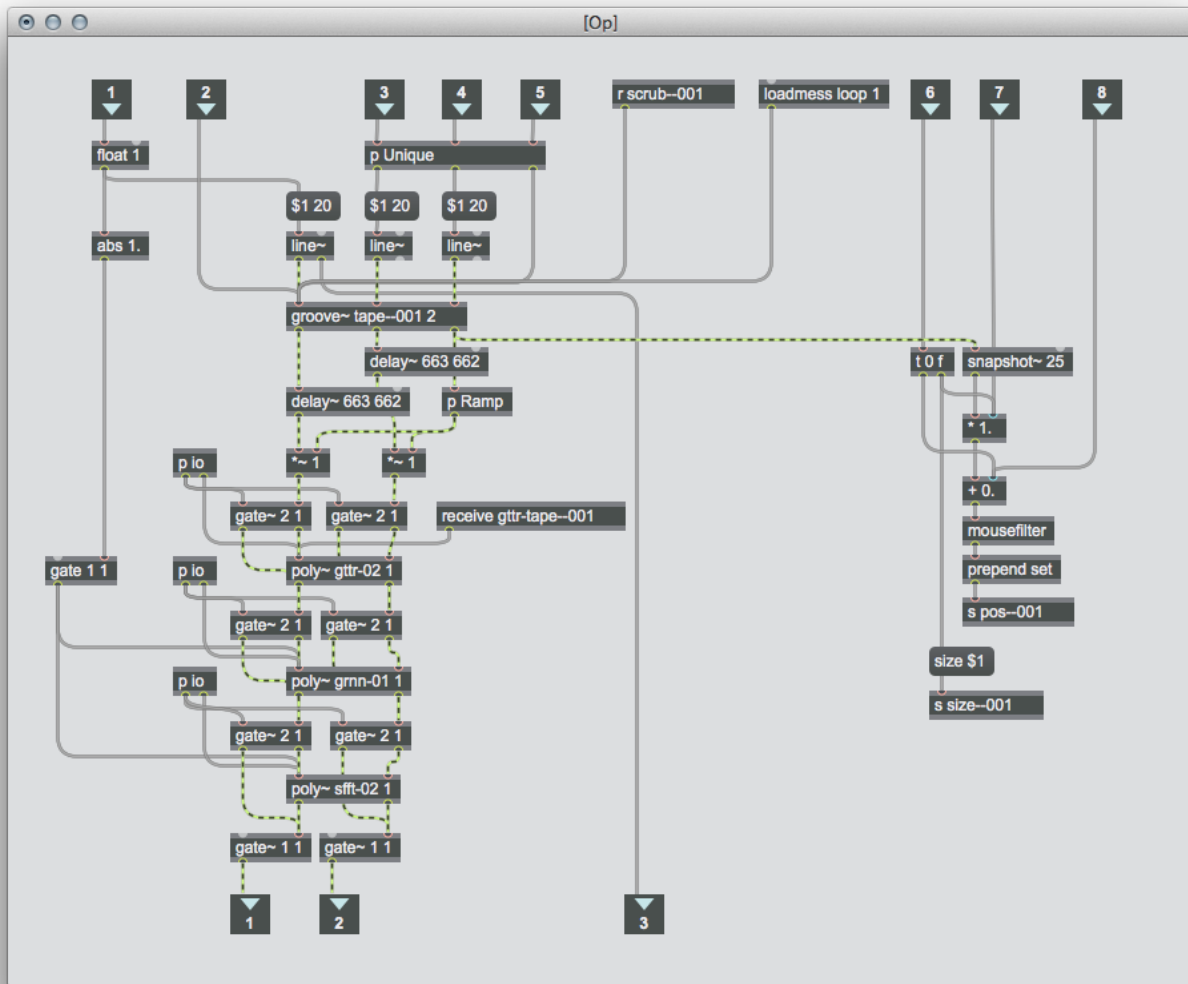 [Op]
1
2
3
4
5
r scrub--001
loadmess loop 1
6
7
8
float 1
p Unique
$1 20
$1 20
$1 20
abs 1.
line~
line~
line~
groove~ tape--001 2
delay~ 663 662
t 0 f
snapshot~ 25
delay~ 663 662
p Ramp
* 1.
p io
*~ 1
*~ 1
+ 0.
gate~ 2 1
gate~ 2 1
receive gttr-tape--001
mousefilter
gate 1 1
p io
poly~ gttr-02 1
prepend set
s pos--001
gate~ 2 1
gate~ 2 1
size $1
p io
poly~ grnn-01 1
s size--001
gate~ 2 1
gate~ 2 1
poly~ sfft-02 1
gate~ 1 1
gate~ 1 1
1
2
3